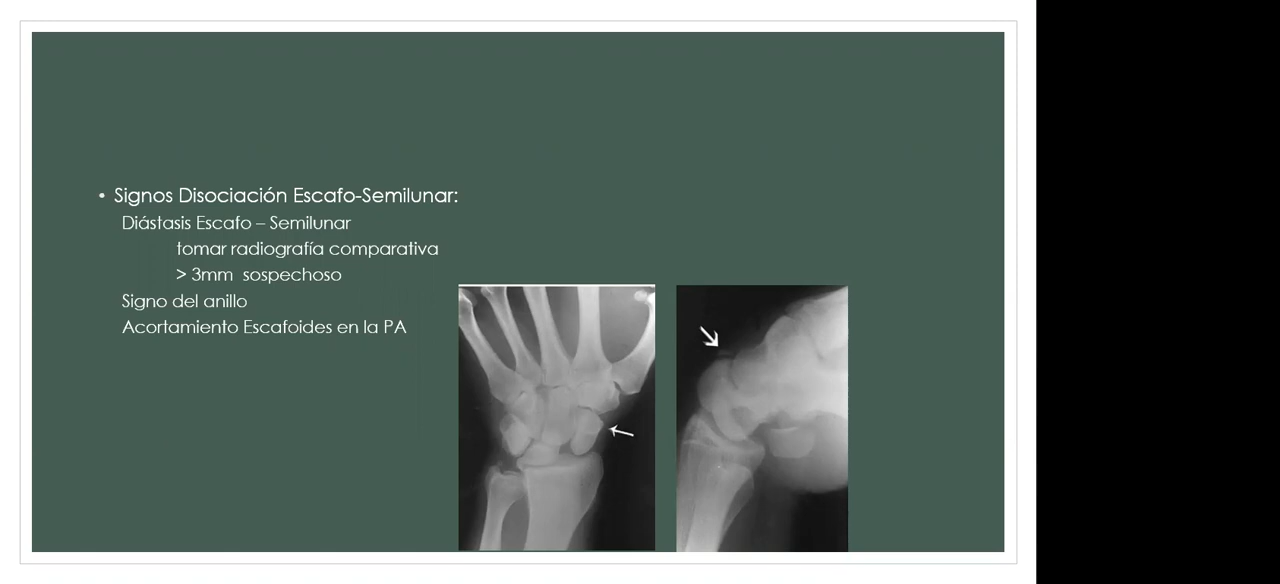 • Signos Disociación Escafo-Semilunar:
Diástasis Escafo – Semilunar
tomar radiografía comparativa
> 3mm sospechoso
Signo del anillo
Acortamiento Escafoides en la PA